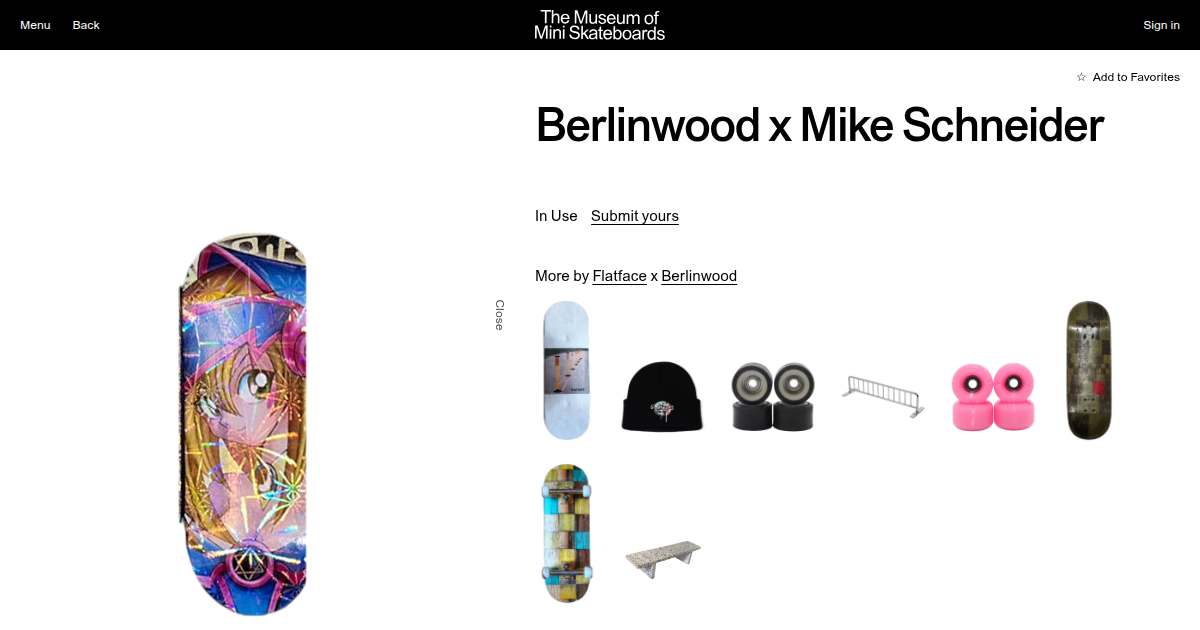 Menu
Back
The Museum of
Mini Skateboards
Sign in
☆ Add to Favorites
Berlinwood x Mike Schneider
In Use Submit yours
More by Flatface x Berlinwood
Close